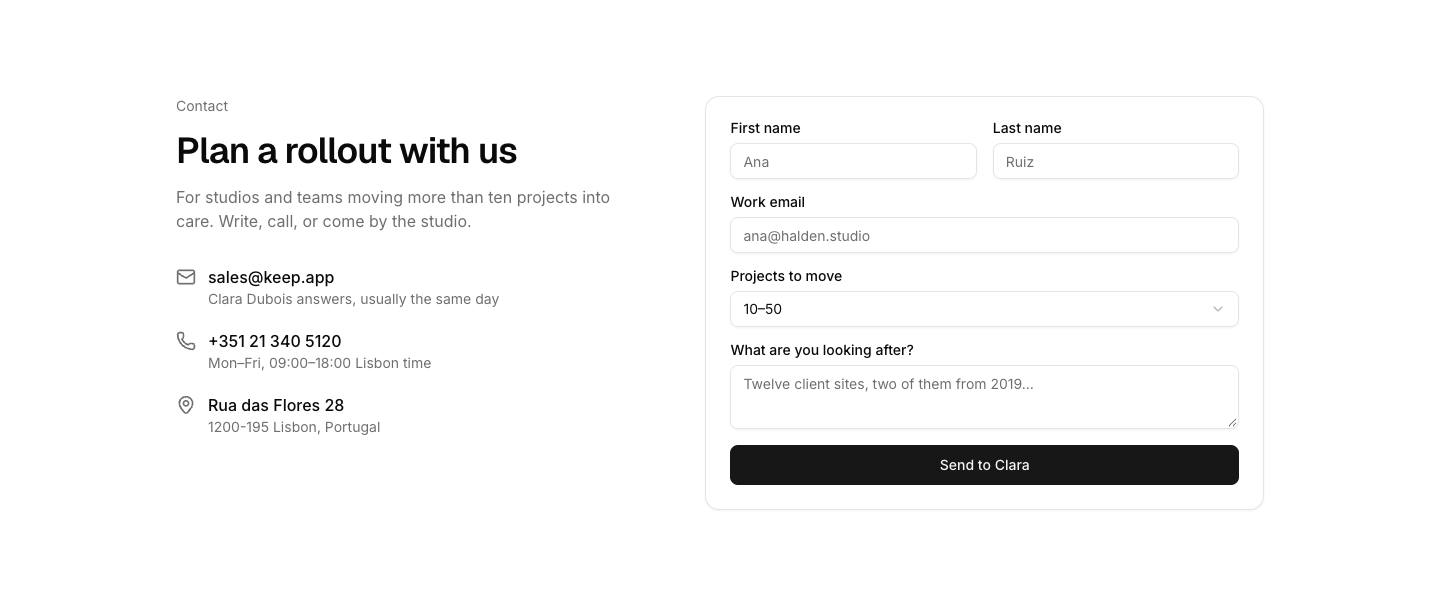 Contact
Plan a rollout with us
For studios and teams moving more than ten projects into
care. Write, call, or come by the studio.
sales@keep.app
Clara Dubois answers, usually the same day
+351 21 340 5120
Mon–Fri, 09:00–18:00 Lisbon time
Rua das Flores 28
1200-195 Lisbon, Portugal
First name
Ana
Last name
Ruiz
Work email
ana@halden.studio
Projects to move
10–50
What are you looking after?
Twelve client sites, two of them from 2019…
Send to Clara